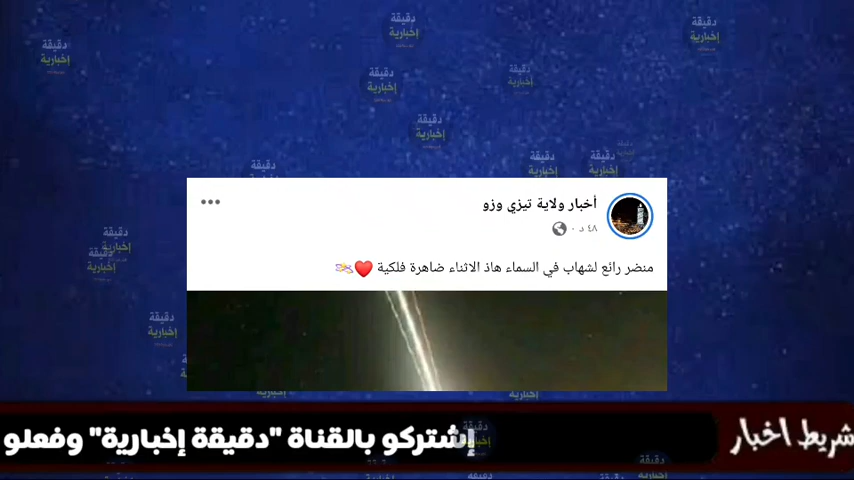 دقيقة
إخبارية
أخبار ولاية تيزي وزو
٤٨ د ·
منضر رائع لشهاب في السماء هاذ الاثناء ضاهرة فلكية
إشتركو بالقناة "دقيقة إخبارية" وفعلو
شريط اخبار